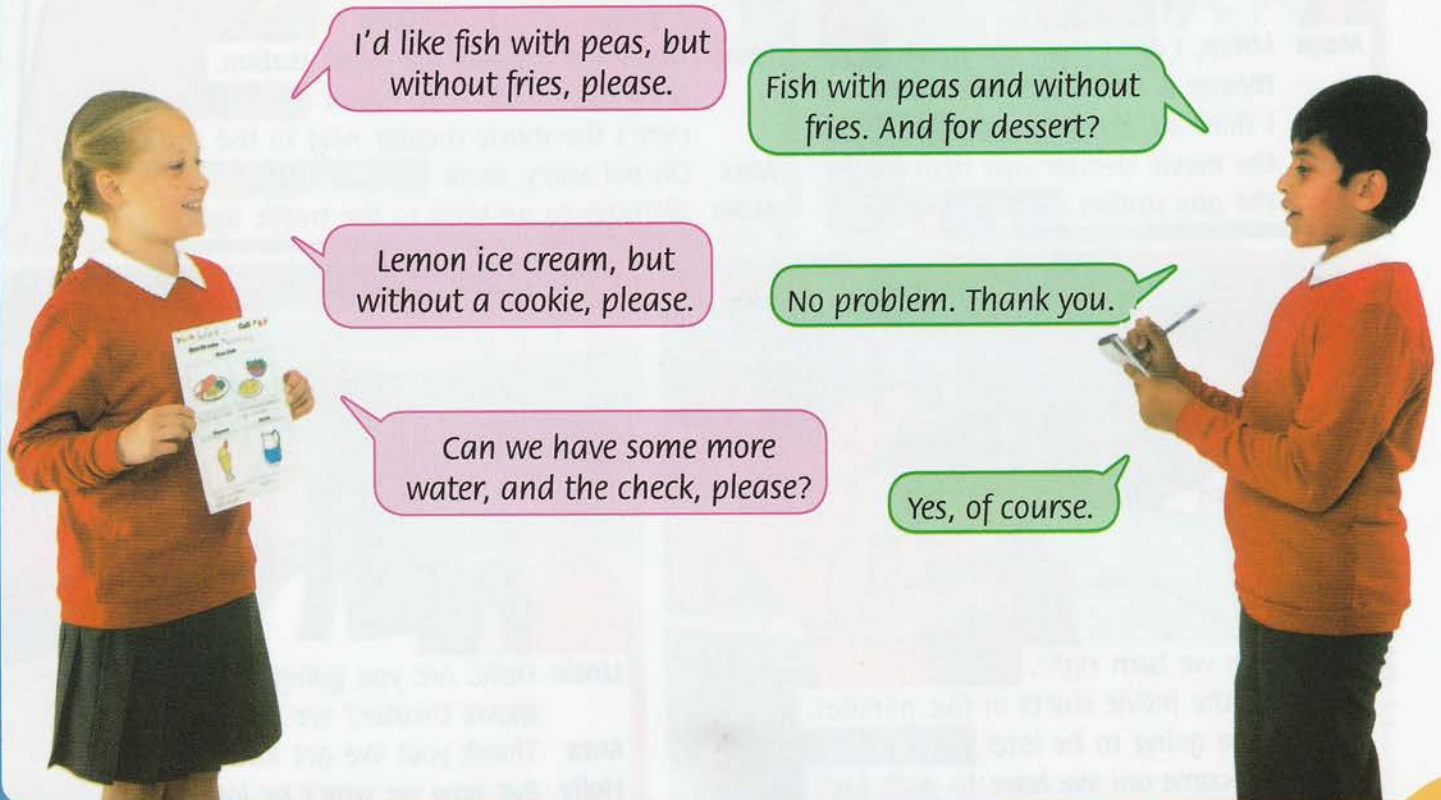 I'd like fish with peas, but
without fries, please.
Fish with peas and without
fries. And for dessert?
Lemon ice cream, but
without a cookie, please.
No problem. Thank you.
Can we have some more
water, and the check, please?
Yes, of course.